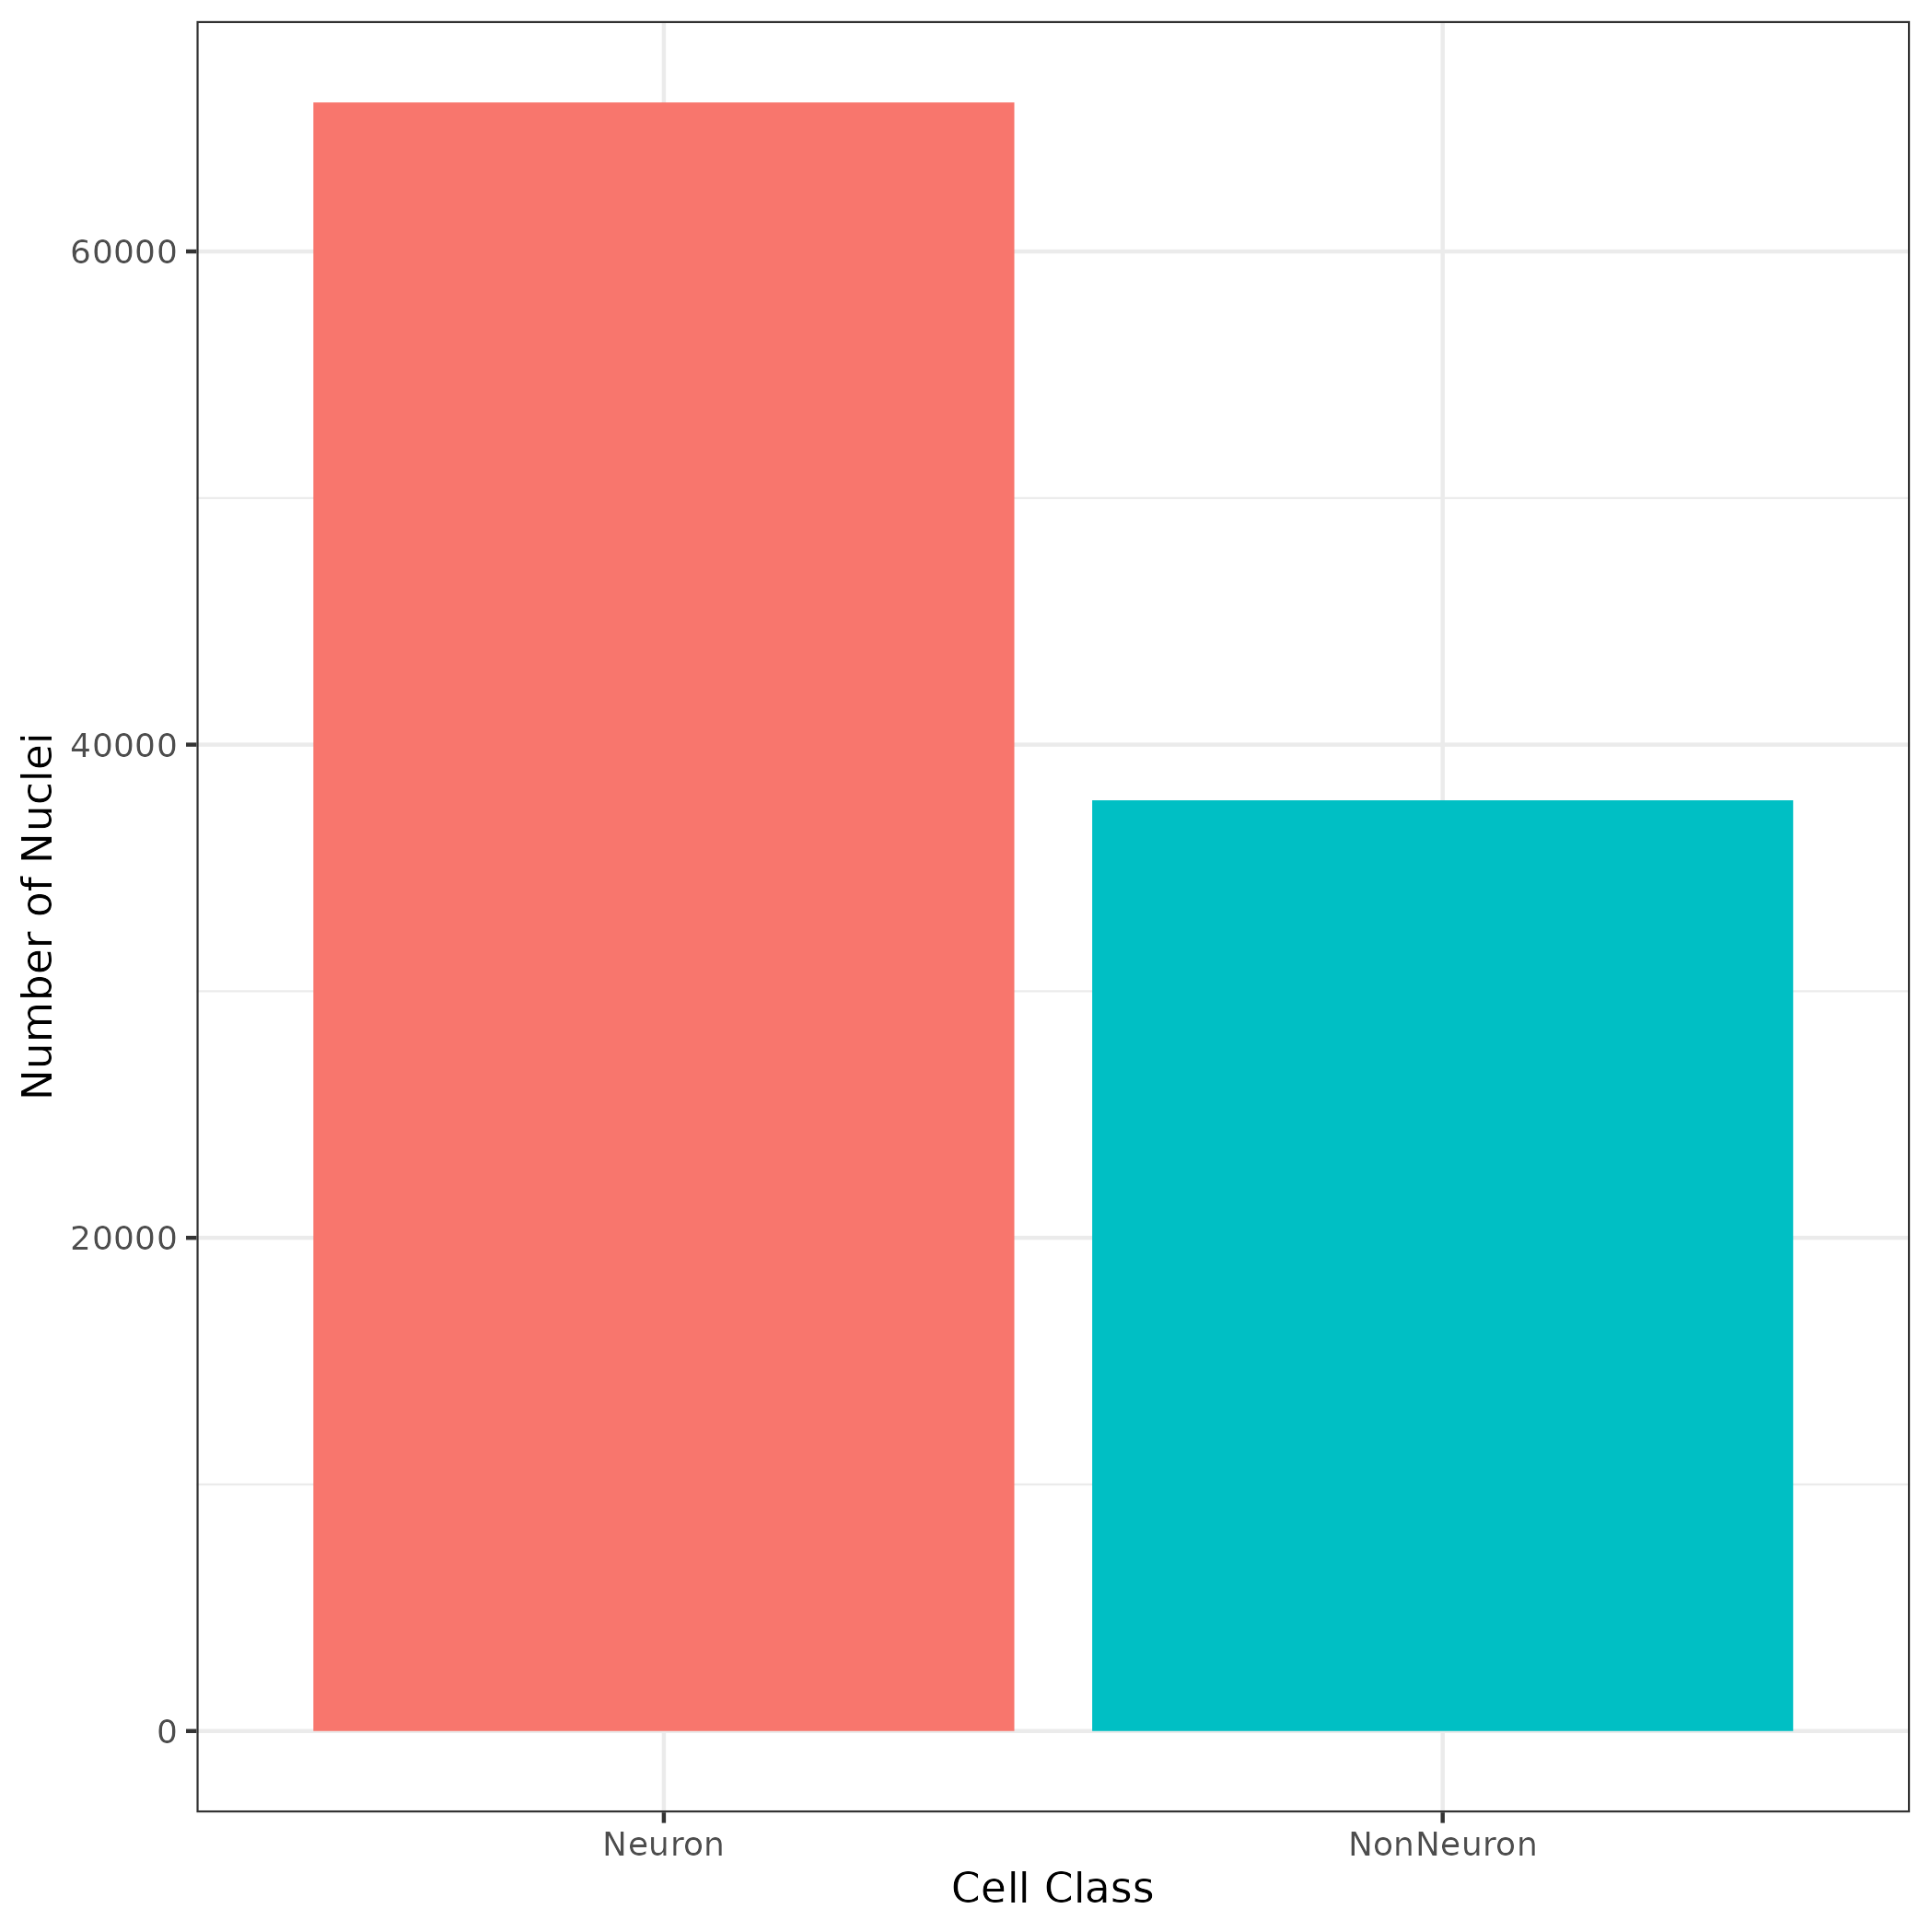 Number of Nuclei
60000
40000
20000
0
Neuron
NonNeuron
Cell Class